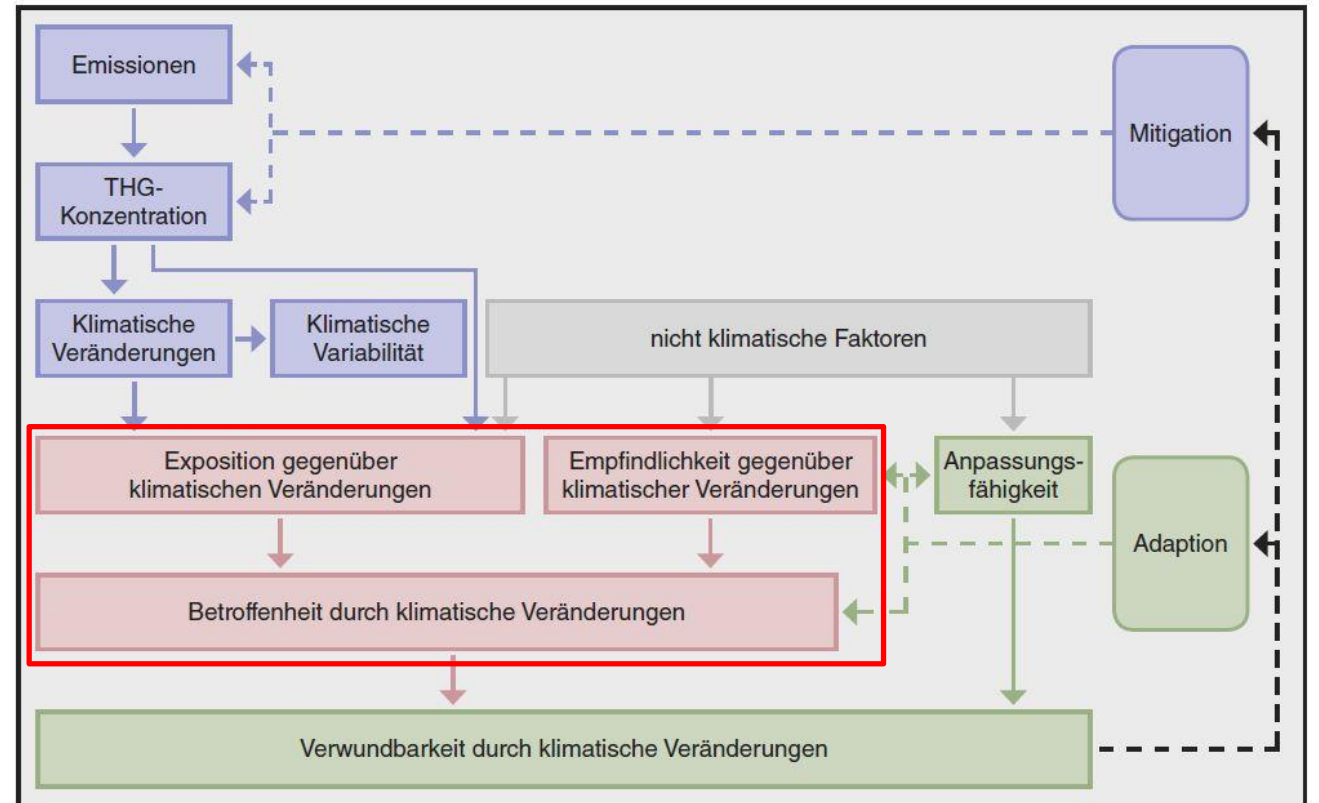 Emissionen
Mitigation
THG-
Konzentration
Klimatische
Veränderungen
Klimatische
Variabilität
nicht klimatische Faktoren
Exposition gegenüber
klimatischen Veränderungen
Empfindlichkeit gegenüber
klimatischer Veränderungen
Anpassungs-
fähigkeit
Adaption
Betroffenheit durch klimatische Veränderungen
Verwundbarkeit durch klimatische Veränderungen